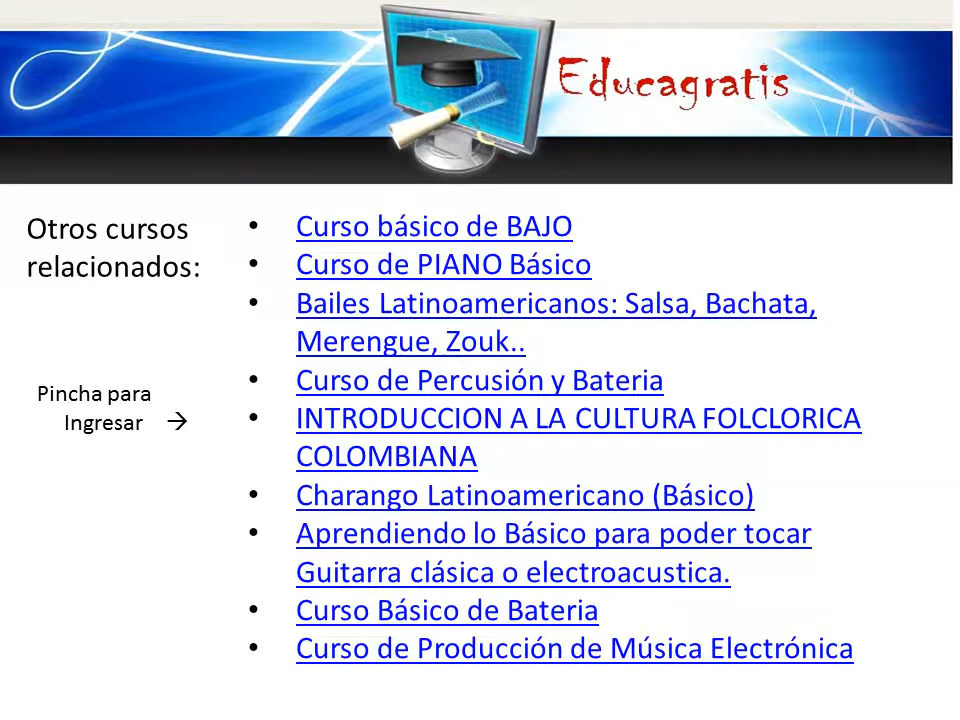 Educagratis
Otros cursos
relacionados:
Pincha para
Ingresar →
• Curso básico de BAJO
• Curso de PIANO Básico
• Bailes Latinoamericanos: Salsa, Bachata,
Merengue, Zouk..
• Curso de Percusión y Bateria
• INTRODUCCION A LA CULTURA FOLCLORICA
COLOMBIANA
• Charango Latinoamericano (Básico)
• Aprendiendo lo Básico para poder tocar
Guitarra clásica o electroacustica.
• Curso Básico de Bateria
• Curso de Producción de Música Electrónica